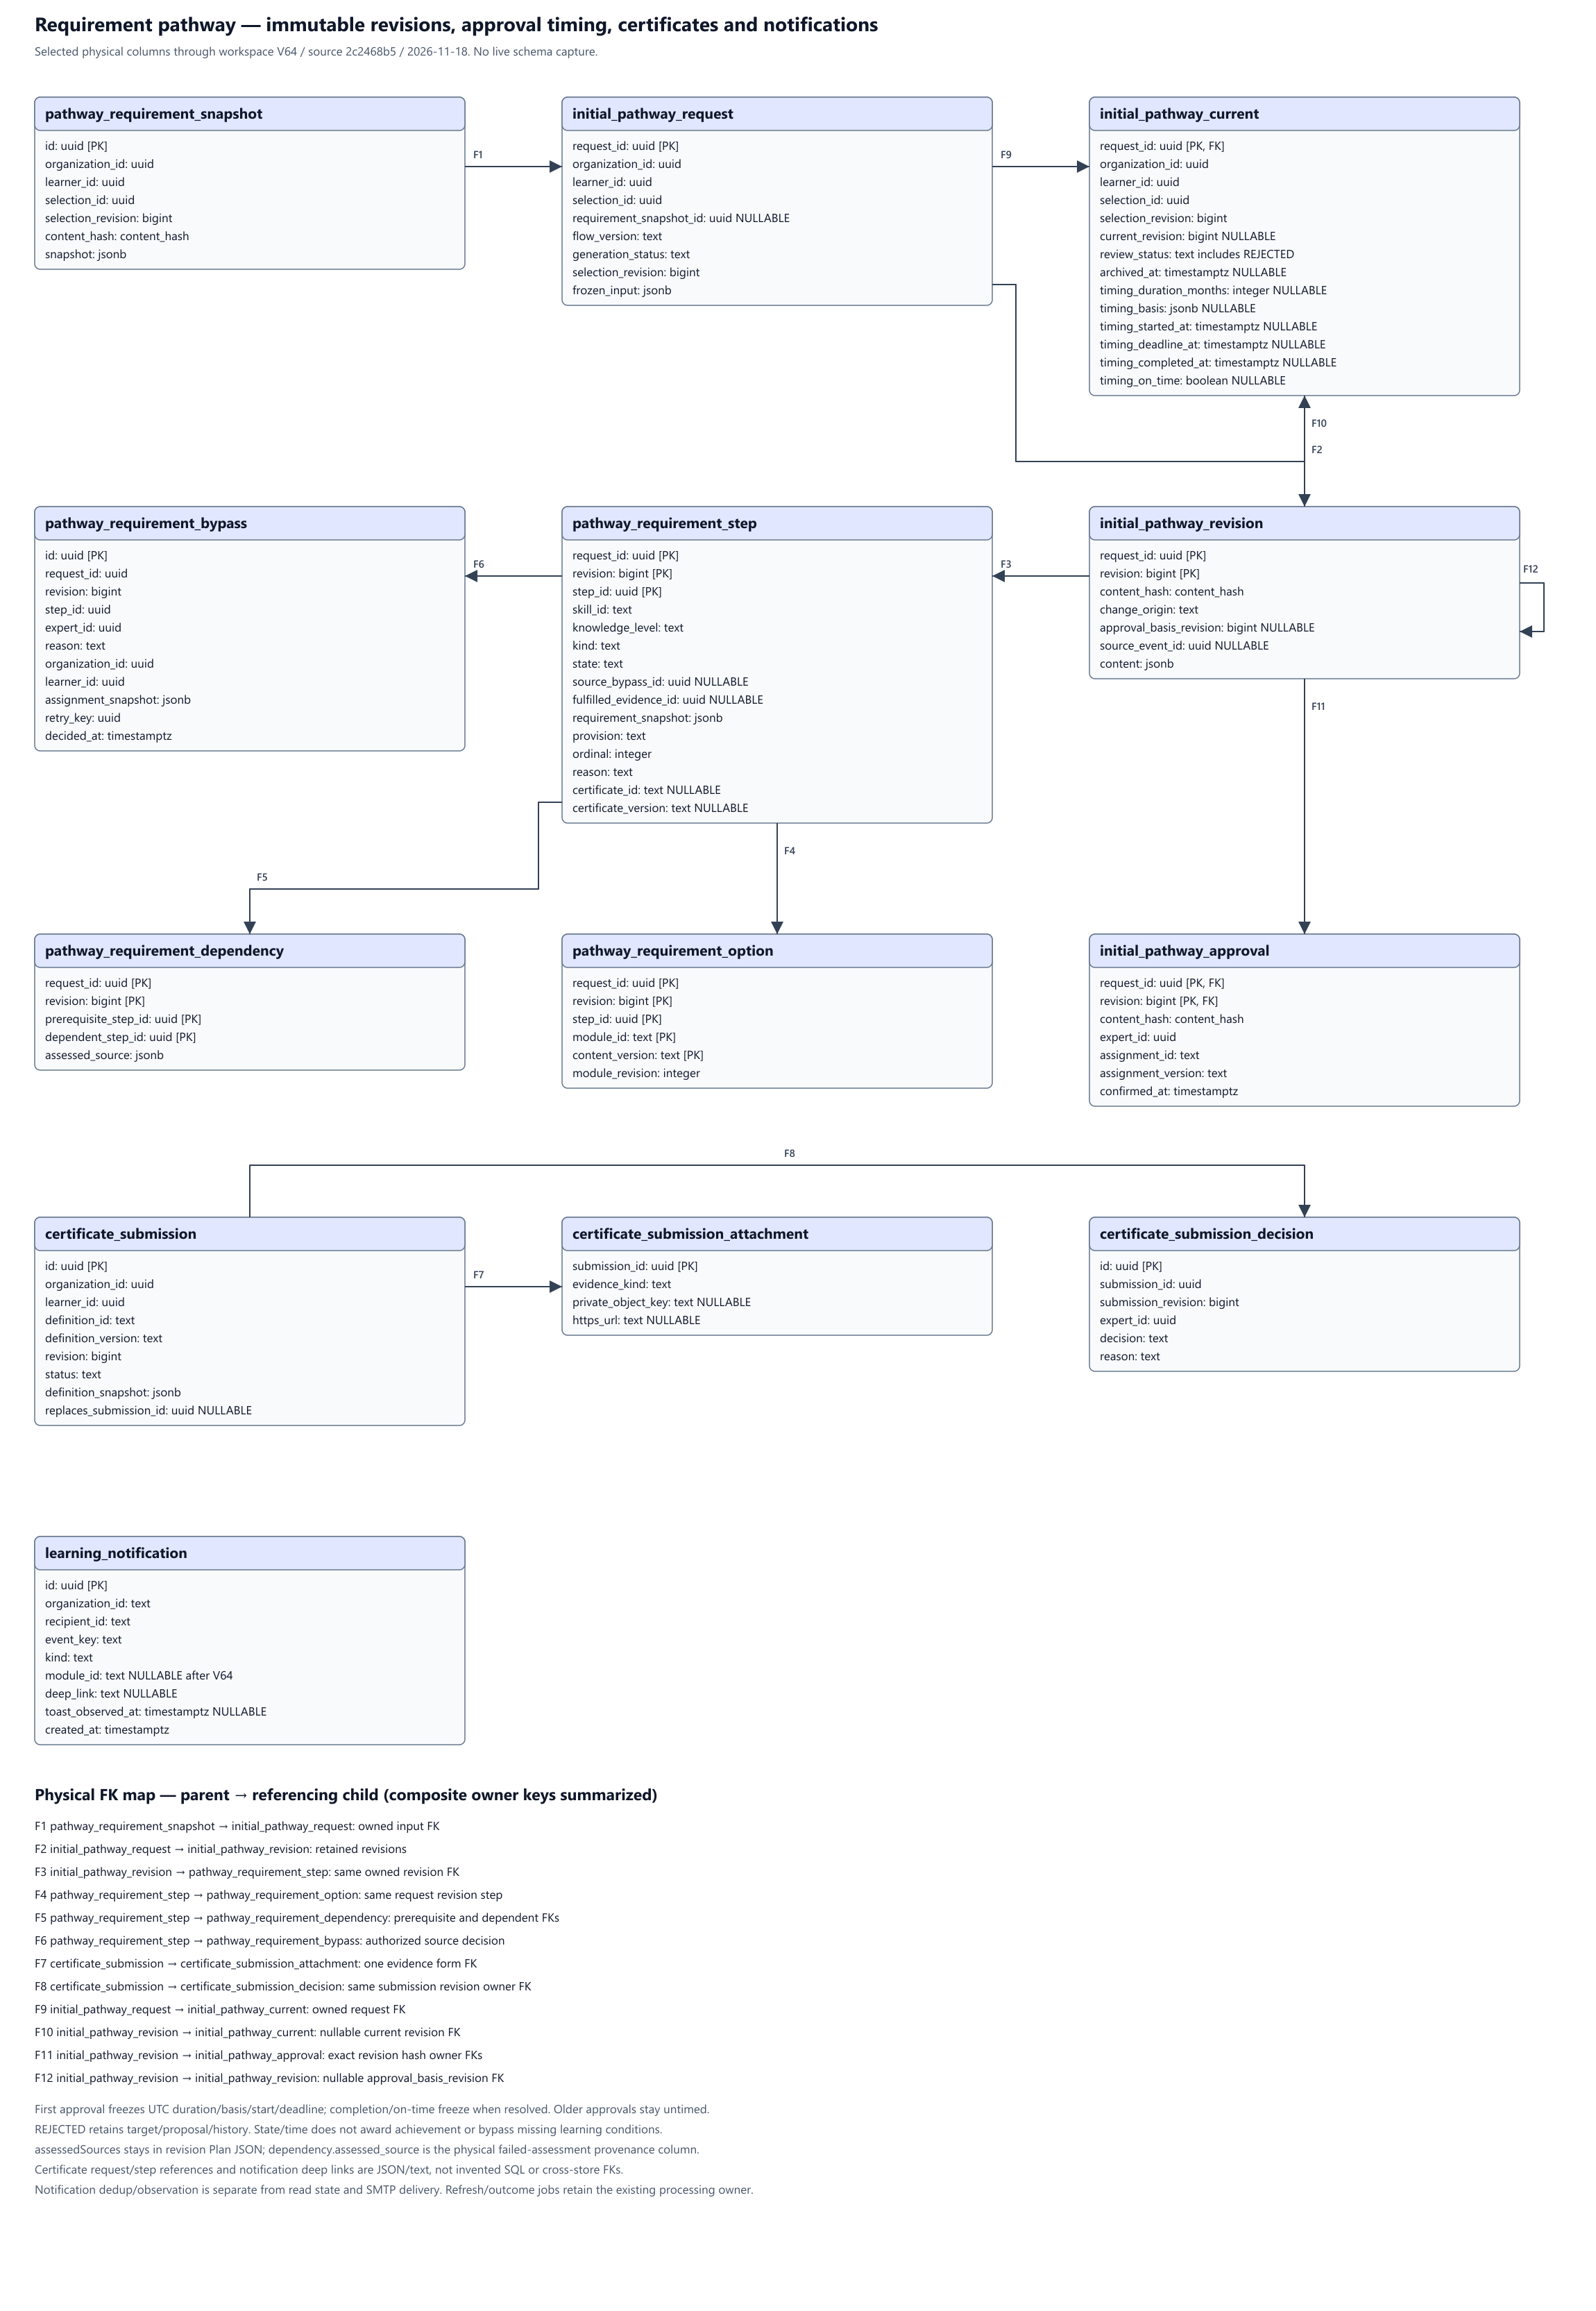 Requirement pathway — immutable revisions, approval timing, certificates and notifications
Selected physical columns through workspace V64 / source 2c2468b5 / 2026-11-18. No live schema capture.
pathway_requirement_snapshot
id: uuid [PK]
organization_id: uuid
learner_id: uuid
selection_id: uuid
selection_revision: bigint
content_hash: content_hash
snapshot: jsonb
F1
initial_pathway_request
request_id: uuid [PK]
organization_id: uuid
learner_id: uuid
selection_id: uuid
requirement_snapshot_id: uuid NULLABLE
flow_version: text
generation_status: text
selection_revision: bigint
frozen_input: jsonb
F9
initial_pathway_current
request_id: uuid [PK, FK]
organization_id: uuid
learner_id: uuid
selection_id: uuid
selection_revision: bigint
current_revision: bigint NULLABLE
review_status: text includes REJECTED
archived_at: timestamptz NULLABLE
timing_duration_months: integer NULLABLE
timing_basis: jsonb NULLABLE
timing_started_at: timestamptz NULLABLE
timing_deadline_at: timestamptz NULLABLE
timing_completed_at: timestamptz NULLABLE
timing_on_time: boolean NULLABLE
F10
F2
pathway_requirement_bypass
id: uuid [PK]
request_id: uuid
revision: bigint
step_id: uuid
expert_id: uuid
reason: text
organization_id: uuid
learner_id: uuid
assignment_snapshot: jsonb
retry_key: uuid
decided_at: timestamptz
F6
pathway_requirement_step
request_id: uuid [PK]
revision: bigint [PK]
step_id: uuid [PK]
skill_id: text
knowledge_level: text
kind: text
state: text
source_bypass_id: uuid NULLABLE
fulfilled_evidence_id: uuid NULLABLE
requirement_snapshot: jsonb
provision: text
ordinal: integer
reason: text
certificate_id: text NULLABLE
certificate_version: text NULLABLE
F3
initial_pathway_revision
request_id: uuid [PK]
revision: bigint [PK]
content_hash: content_hash
change_origin: text
approval_basis_revision: bigint NULLABLE
source_event_id: uuid NULLABLE
content: jsonb
F12
F11
F4
F5
pathway_requirement_dependency
request_id: uuid [PK]
revision: bigint [PK]
prerequisite_step_id: uuid [PK]
dependent_step_id: uuid [PK]
assessed_source: jsonb
pathway_requirement_option
request_id: uuid [PK]
revision: bigint [PK]
step_id: uuid [PK]
module_id: text [PK]
content_version: text [PK]
module_revision: integer
initial_pathway_approval
request_id: uuid [PK, FK]
revision: bigint [PK, FK]
content_hash: content_hash
expert_id: uuid
assignment_id: text
assignment_version: text
confirmed_at: timestamptz
F8
certificate_submission
id: uuid [PK]
organization_id: uuid
learner_id: uuid
definition_id: text
definition_version: text
revision: bigint
status: text
definition_snapshot: jsonb
replaces_submission_id: uuid NULLABLE
F7
certificate_submission_attachment
submission_id: uuid [PK]
evidence_kind: text
private_object_key: text NULLABLE
https_url: text NULLABLE
certificate_submission_decision
id: uuid [PK]
submission_id: uuid
submission_revision: bigint
expert_id: uuid
decision: text
reason: text
learning_notification
id: uuid [PK]
organization_id: text
recipient_id: text
event_key: text
kind: text
module_id: text NULLABLE after V64
deep_link: text NULLABLE
toast_observed_at: timestamptz NULLABLE
created_at: timestamptz
Physical FK map — parent → referencing child (composite owner keys summarized)
F1 pathway_requirement_snapshot → initial_pathway_request: owned input FK
F2 initial_pathway_request → initial_pathway_revision: retained revisions
F3 initial_pathway_revision → pathway_requirement_step: same owned revision FK
F4 pathway_requirement_step → pathway_requirement_option: same request revision step
F5 pathway_requirement_step → pathway_requirement_dependency: prerequisite and dependent FKs
F6 pathway_requirement_step → pathway_requirement_bypass: authorized source decision
F7 certificate_submission → certificate_submission_attachment: one evidence form FK
F8 certificate_submission → certificate_submission_decision: same submission revision owner FK
F9 initial_pathway_request → initial_pathway_current: owned request FK
F10 initial_pathway_revision → initial_pathway_current: nullable current revision FK
F11 initial_pathway_revision → initial_pathway_approval: exact revision hash owner FKs
F12 initial_pathway_revision → initial_pathway_revision: nullable approval_basis_revision FK
First approval freezes UTC duration/basis/start/deadline; completion/on-time freeze when resolved. Older approvals stay untimed.
REJECTED retains target/proposal/history. State/time does not award achievement or bypass missing learning conditions.
assessedSources stays in revision Plan JSON; dependency.assessed_source is the physical failed-assessment provenance column.
Certificate request/step references and notification deep links are JSON/text, not invented SQL or cross-store FKs.
Notification dedup/observation is separate from read state and SMTP delivery. Refresh/outcome jobs retain the existing processing owner.